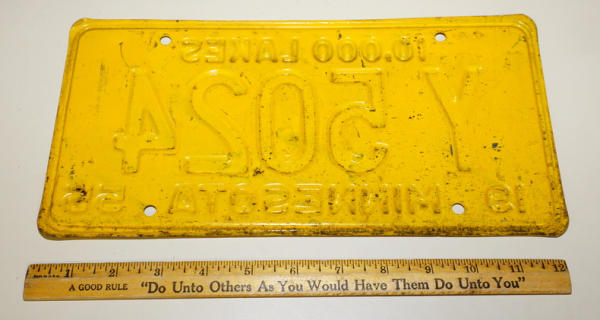 10,000 LAKES
Y 5024
19 MINNESOTA 56
1 2 3 4 5 6 7 8 9 10 11 12
A GOOD RULE "Do Unto Others As You Would Have Them Do Unto You"